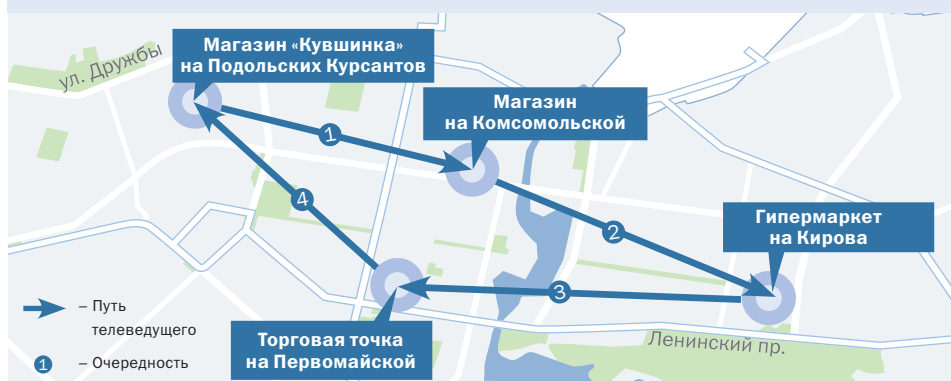 ул. Дружбы
Магазин «Кувшинка»
на Подольских Курсантов
Магазин
на Комсомольской
1
4
2
Гипермаркет
на Кирова
3
– Путь
телеведущего
Торговая точка
на Первомайской
Ленинский пр.
1 – Очередность